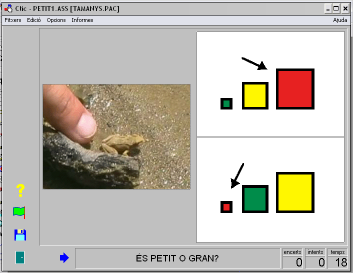 Clic - PETIT1.ASS [TAMANYS.PAC]
Fitxers Edició Opcions Informes Ajuda
?
ÉS PETIT O GRAN?
encerts intents temps
0 0 18